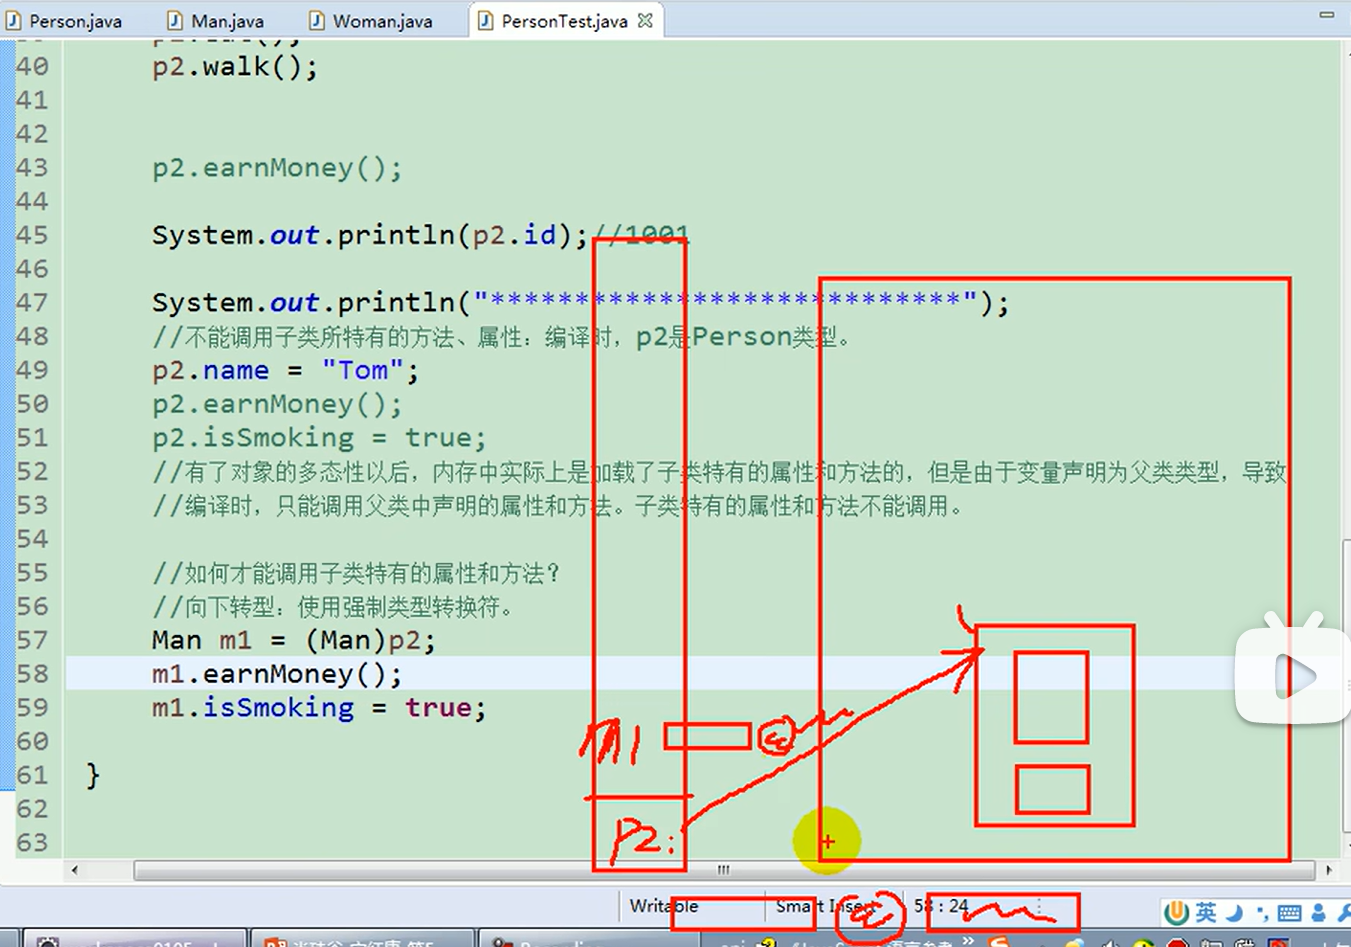 Person.java Man.java Woman.java PersonTest.java
40 p2.walk();
41
42
43 p2.earnMoney();
44
45 System.out.println(p2.id);//1001
46
47 System.out.println("****************************");
48 //不能调用子类所特有的方法、属性：编译时，p2是Person类型。
49 p2.name = "Tom";
50 p2.earnMoney();
51 p2.isSmoking = true;
52 //有了对象的多态性以后，内存中实际上是加载了子类特有的属性和方法的，但是由于变量声明为父类类型，导致
53 //编译时，只能调用父类中声明的属性和方法。子类特有的属性和方法不能调用。
54
55 //如何才能调用子类特有的属性和方法？
56 //向下转型：使用强制类型转换符。
57 Man m1 = (Man)p2;
58 m1.earnMoney();
59 m1.isSmoking = true;
60
61 }
62
63
m1 @
p2:
Writable Smart Insert 58 : 24
@
英